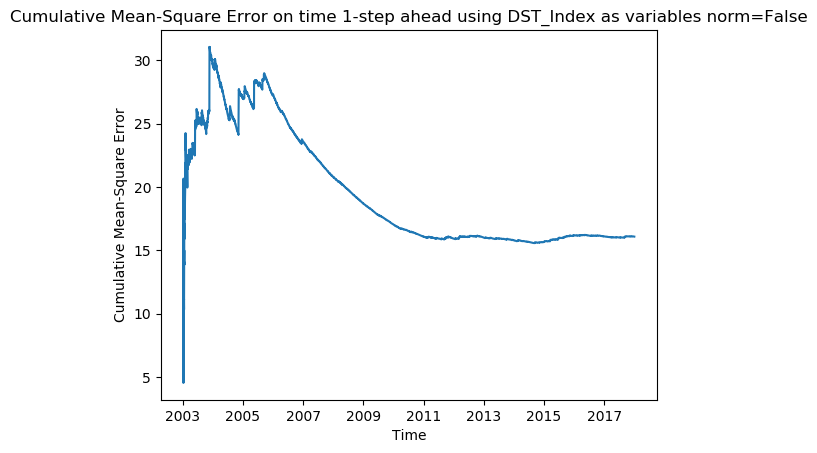 Cumulative Mean-Square Error on time 1-step ahead using DST_Index as variables norm=False
Cumulative Mean-Square Error
30
25
20
15
10
5
2003 2005 2007 2009 2011 2013 2015 2017
Time